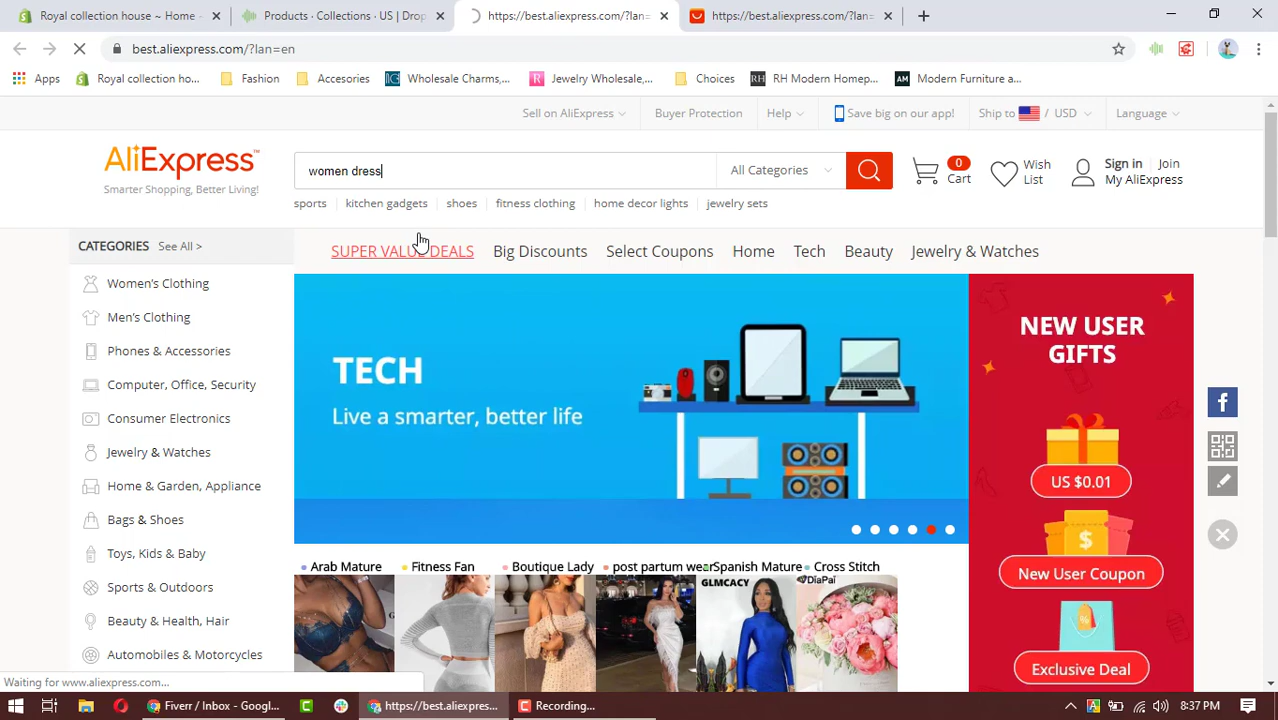 Royal collection house ~ Home
Products · Collections · US | Drop
https://best.aliexpress.com/?lan=
https://best.aliexpress.com/?lan=
best.aliexpress.com/?lan=en
Apps
Royal collection ho...
Fashion
Accesories
Wholesale Charms,...
Jewelry Wholesale,...
Choices
RH Modern Homep...
Modern Furniture a...
Sell on AliExpress
Buyer Protection
Help
Save big on our app!
Ship to / USD
Language
AliExpress
Smarter Shopping, Better Living!
women dress
All Categories
0
Cart
Wish
List
Sign in Join
My AliExpress
sports
kitchen gadgets
shoes
fitness clothing
home decor lights
jewelry sets
CATEGORIES See All >
SUPER VALUE DEALS
Big Discounts
Select Coupons
Home
Tech
Beauty
Jewelry & Watches
Women's Clothing
Men's Clothing
Phones & Accessories
Computer, Office, Security
Consumer Electronics
Jewelry & Watches
Home & Garden, Appliance
Bags & Shoes
Toys, Kids & Baby
Sports & Outdoors
Beauty & Health, Hair
Automobiles & Motorcycles
TECH
Live a smarter, better life
NEW USER
GIFTS
US $0.01
New User Coupon
Exclusive Deal
Arab Mature
Fitness Fan
Boutique Lady
post partum wear
Spanish Mature
Cross Stitch
GLMCACY
DiaPai
Waiting for www.aliexpress.com...
Fiverr / Inbox - Googl...
https://best.aliexpres...
Recording...
8:37 PM